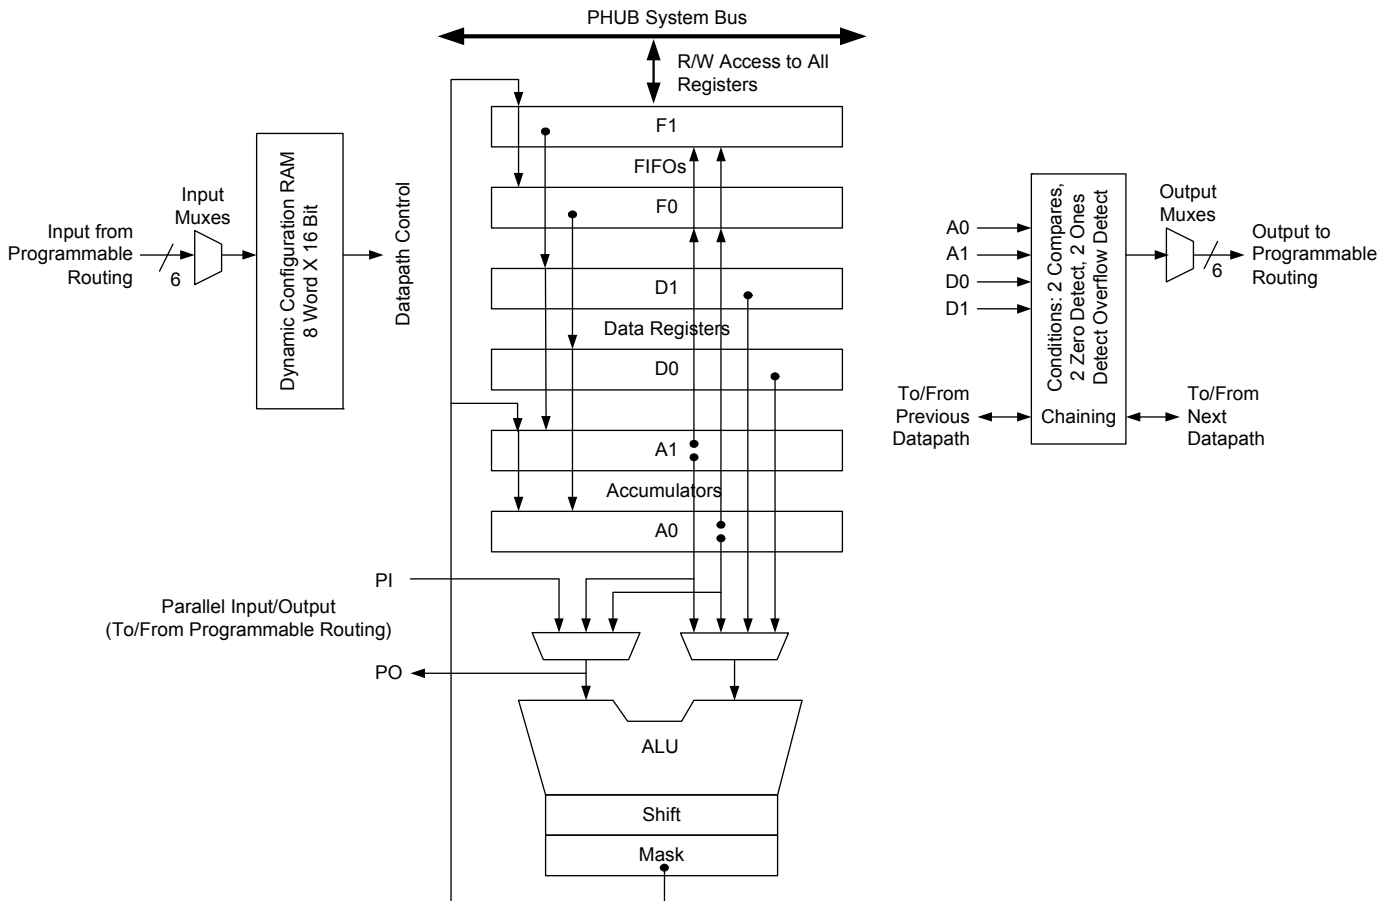 PHUB System Bus
R/W Access to All
Registers
F1
FIFOs
F0
D1
Data Registers
D0
A1
Accumulators
A0
Input from
Programmable
Routing
6
Input
Muxes
Dynamic Configuration RAM
8 Word X 16 Bit
Datapath Control
PI
Parallel Input/Output
(To/From Programmable Routing)
PO
ALU
Shift
Mask
A0
A1
D0
D1
Conditions: 2 Compares,
2 Zero Detect, 2 Ones
Detect Overflow Detect
Output
Muxes
6
Output to
Programmable
Routing
To/From
Previous
Datapath
Chaining
To/From
Next
Datapath